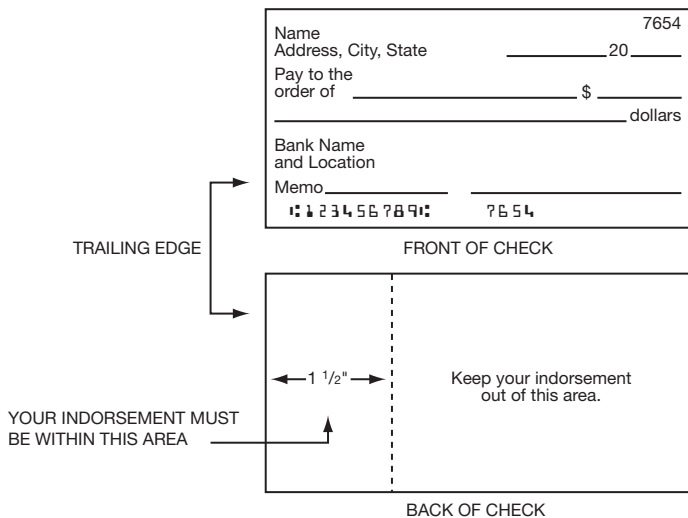 7654
Name
Address, City, State 20
Pay to the
order of $
dollars
Bank Name
and Location
Memo
⑆123456789⑆ 7654
TRAILING EDGE
FRONT OF CHECK
1 1/2"
Keep your indorsement
out of this area.
YOUR INDORSEMENT MUST
BE WITHIN THIS AREA
BACK OF CHECK